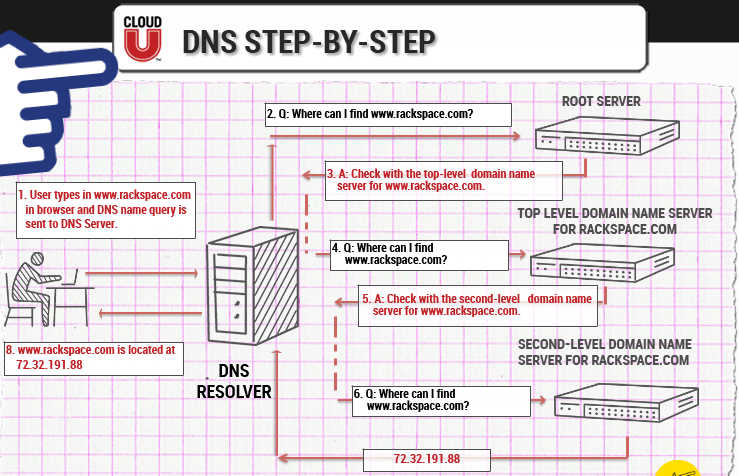 CLOUD
U
DNS STEP-BY-STEP
ROOT SERVER
2. Q: Where can I find www.rackspace.com?
3. A: Check with the top-level domain name
server for www.rackspace.com.
1. User types in www.rackspace.com
in browser and DNS name query is
sent to DNS Server.
TOP LEVEL DOMAIN NAME SERVER
FOR RACKSPACE.COM
4. Q: Where can I find
www.rackspace.com?
5. A: Check with the second-level domain name
server for www.rackspace.com.
8. www.rackspace.com is located at
72.32.191.88
SECOND-LEVEL DOMAIN NAME
SERVER FOR RACKSPACE.COM
DNS
RESOLVER
6. Q: Where can I find
www.rackspace.com?
72.32.191.88